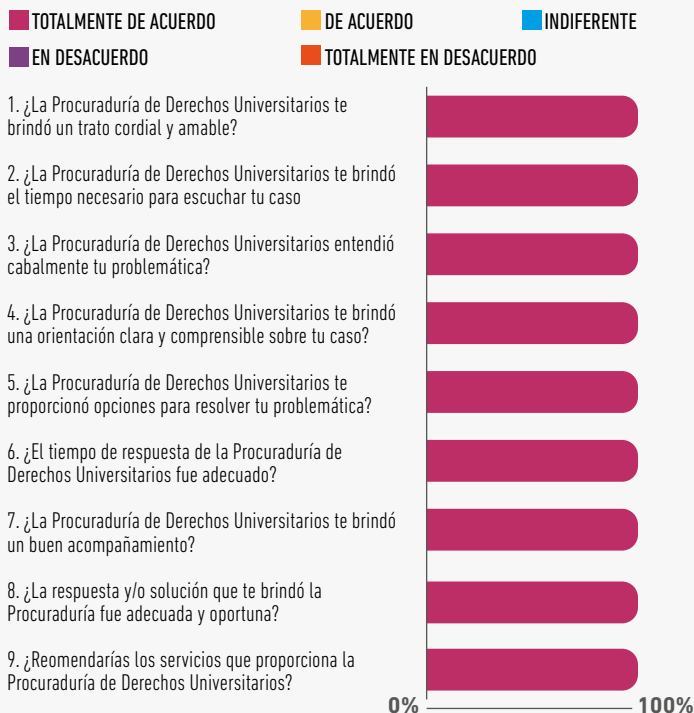 TOTALMENTE DE ACUERDO DE ACUERDO INDIFERENTE
EN DESACUERDO TOTALMENTE EN DESACUERDO
1. ¿La Procuraduría de Derechos Universitarios te
brindó un trato cordial y amable?
2. ¿La Procuraduría de Derechos Universitarios te brindó
el tiempo necesario para escuchar tu caso
3. ¿La Procuraduría de Derechos Universitarios entendió
cabalmente tu problemática?
4. ¿La Procuraduría de Derechos Universitarios te brindó
una orientación clara y comprensible sobre tu caso?
5. ¿La Procuraduría de Derechos Universitarios te
proporcionó opciones para resolver tu problemática?
6. ¿El tiempo de respuesta de la Procuraduría de
Derechos Universitarios fue adecuado?
7. ¿La Procuraduría de Derechos Universitarios te brindó
un buen acompañamiento?
8. ¿La respuesta y/o solución que te brindó la
Procuraduría fue adecuada y oportuna?
9. ¿Reomendarías los servicios que proporciona la
Procuraduría de Derechos Universitarios?
0% 100%